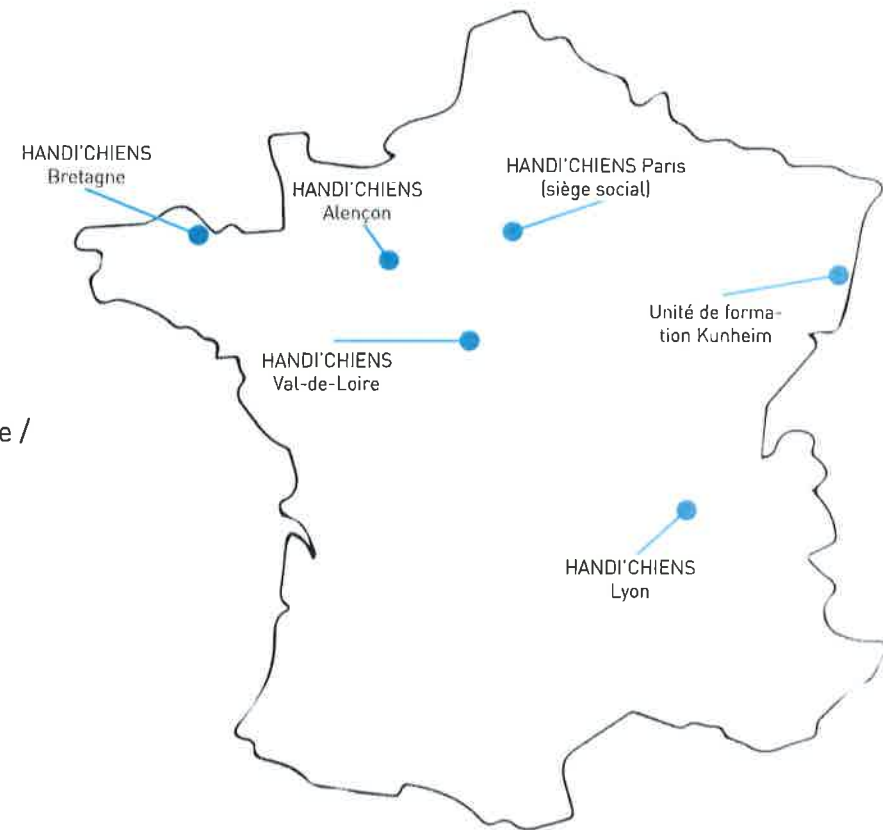 HANDI'CHIENS
Bretagne
HANDI'CHIENS
Alençon
HANDI'CHIENS Paris
(siège social)
Unité de forma-
tion Kunheim
HANDI'CHIENS
Val-de-Loire
e /
HANDI'CHIENS
Lyon